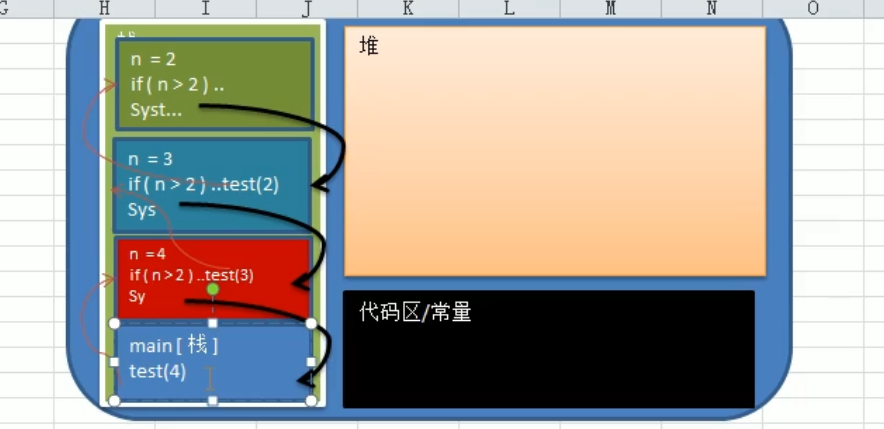 G H I J K L M N O
n = 2
if ( n > 2 ) ..
Syst...
n = 3
if ( n > 2 ) ..test(2)
Sys
n = 4
if ( n > 2 ) ..test(3)
Sy
main [ 栈 ]
test(4)
堆
代码区/常量